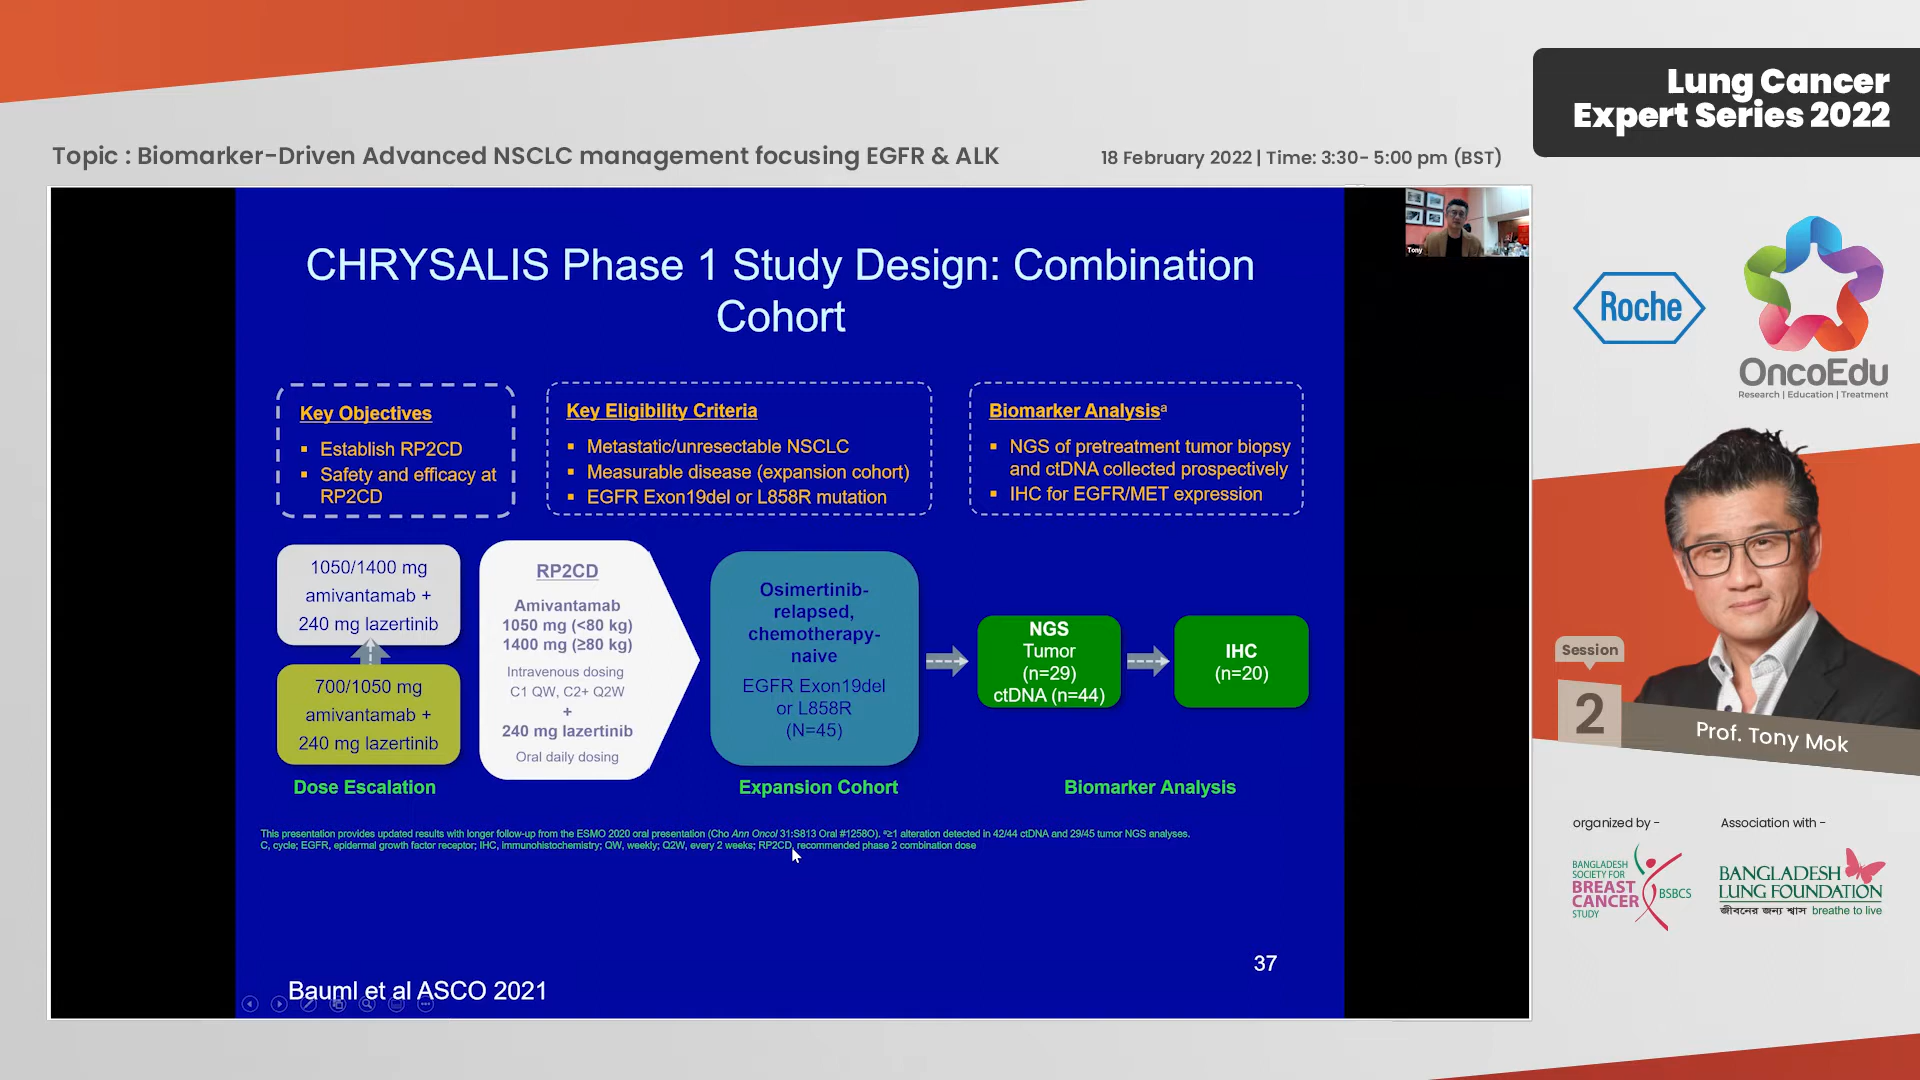 Lung Cancer
Expert Series 2022
Topic : Biomarker-Driven Advanced NSCLC management focusing EGFR & ALK
18 February 2022 | Time: 3:30- 5:00 pm (BST)
Tony
CHRYSALIS Phase 1 Study Design: Combination
Cohort
Key Objectives
▪ Establish RP2CD
▪ Safety and efficacy at
RP2CD
Key Eligibility Criteria
▪ Metastatic/unresectable NSCLC
▪ Measurable disease (expansion cohort)
▪ EGFR Exon19del or L858R mutation
Biomarker Analysisᵃ
▪ NGS of pretreatment tumor biopsy
and ctDNA collected prospectively
▪ IHC for EGFR/MET expression
1050/1400 mg
amivantamab +
240 mg lazertinib
700/1050 mg
amivantamab +
240 mg lazertinib
Dose Escalation
RP2CD
Amivantamab
1050 mg (<80 kg)
1400 mg (≥80 kg)
Intravenous dosing
C1 QW, C2+ Q2W
+
240 mg lazertinib
Oral daily dosing
Osimertinib-
relapsed,
chemotherapy-
naive
EGFR Exon19del
or L858R
(N=45)
Expansion Cohort
NGS
Tumor
(n=29)
ctDNA (n=44)
IHC
(n=20)
Biomarker Analysis
This presentation provides updated results with longer follow-up from the ESMO 2020 oral presentation (Cho Ann Oncol 31:S813 Oral #1258O). ᵃ≥1 alteration detected in 42/44 ctDNA and 29/45 tumor NGS analyses.
C, cycle; EGFR, epidermal growth factor receptor; IHC, immunohistochemistry; QW, weekly; Q2W, every 2 weeks; RP2CD, recommended phase 2 combination dose
37
Bauml et al ASCO 2021
Roche
OncoEdu
Research | Education | Treatment
Session
2
Prof. Tony Mok
organized by -
Association with -
BANGLADESH
SOCIETY FOR
BREAST
CANCER
STUDY
BSBCS
BANGLADESH
LUNG FOUNDATION
জীবনের জন্য শ্বাস breathe to live